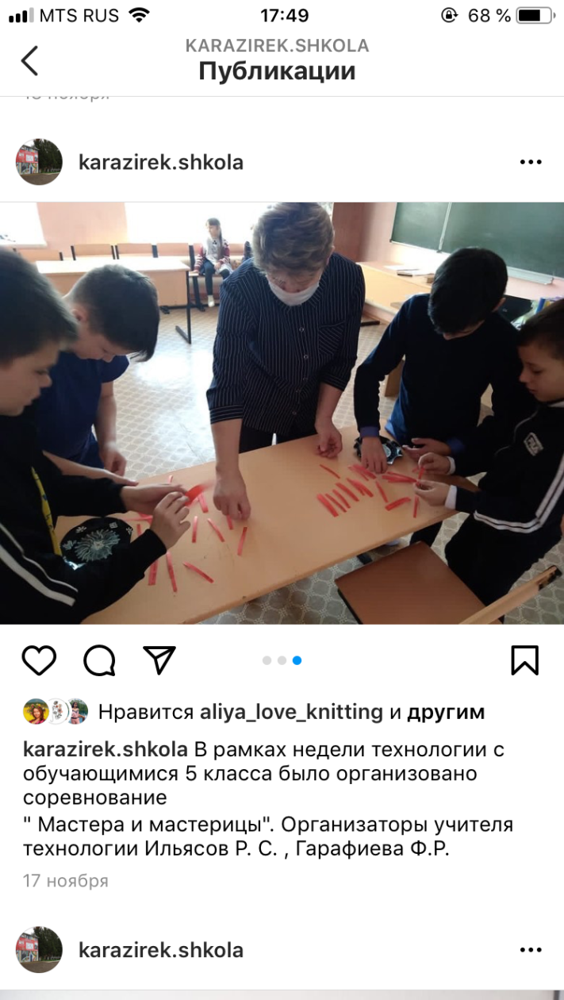 MTS RUS
17:49
68 %
KARAZIREK.SHKOLA
Публикации
karazirek.shkola
Нравится aliya_love_knitting и другим
karazirek.shkola В рамках недели технологии с
обучающимися 5 класса было организовано
соревнование
" Мастера и мастерицы". Организаторы учителя
технологии Ильясов Р. С. , Гарафиева Ф.Р.
17 ноября
karazirek.shkola